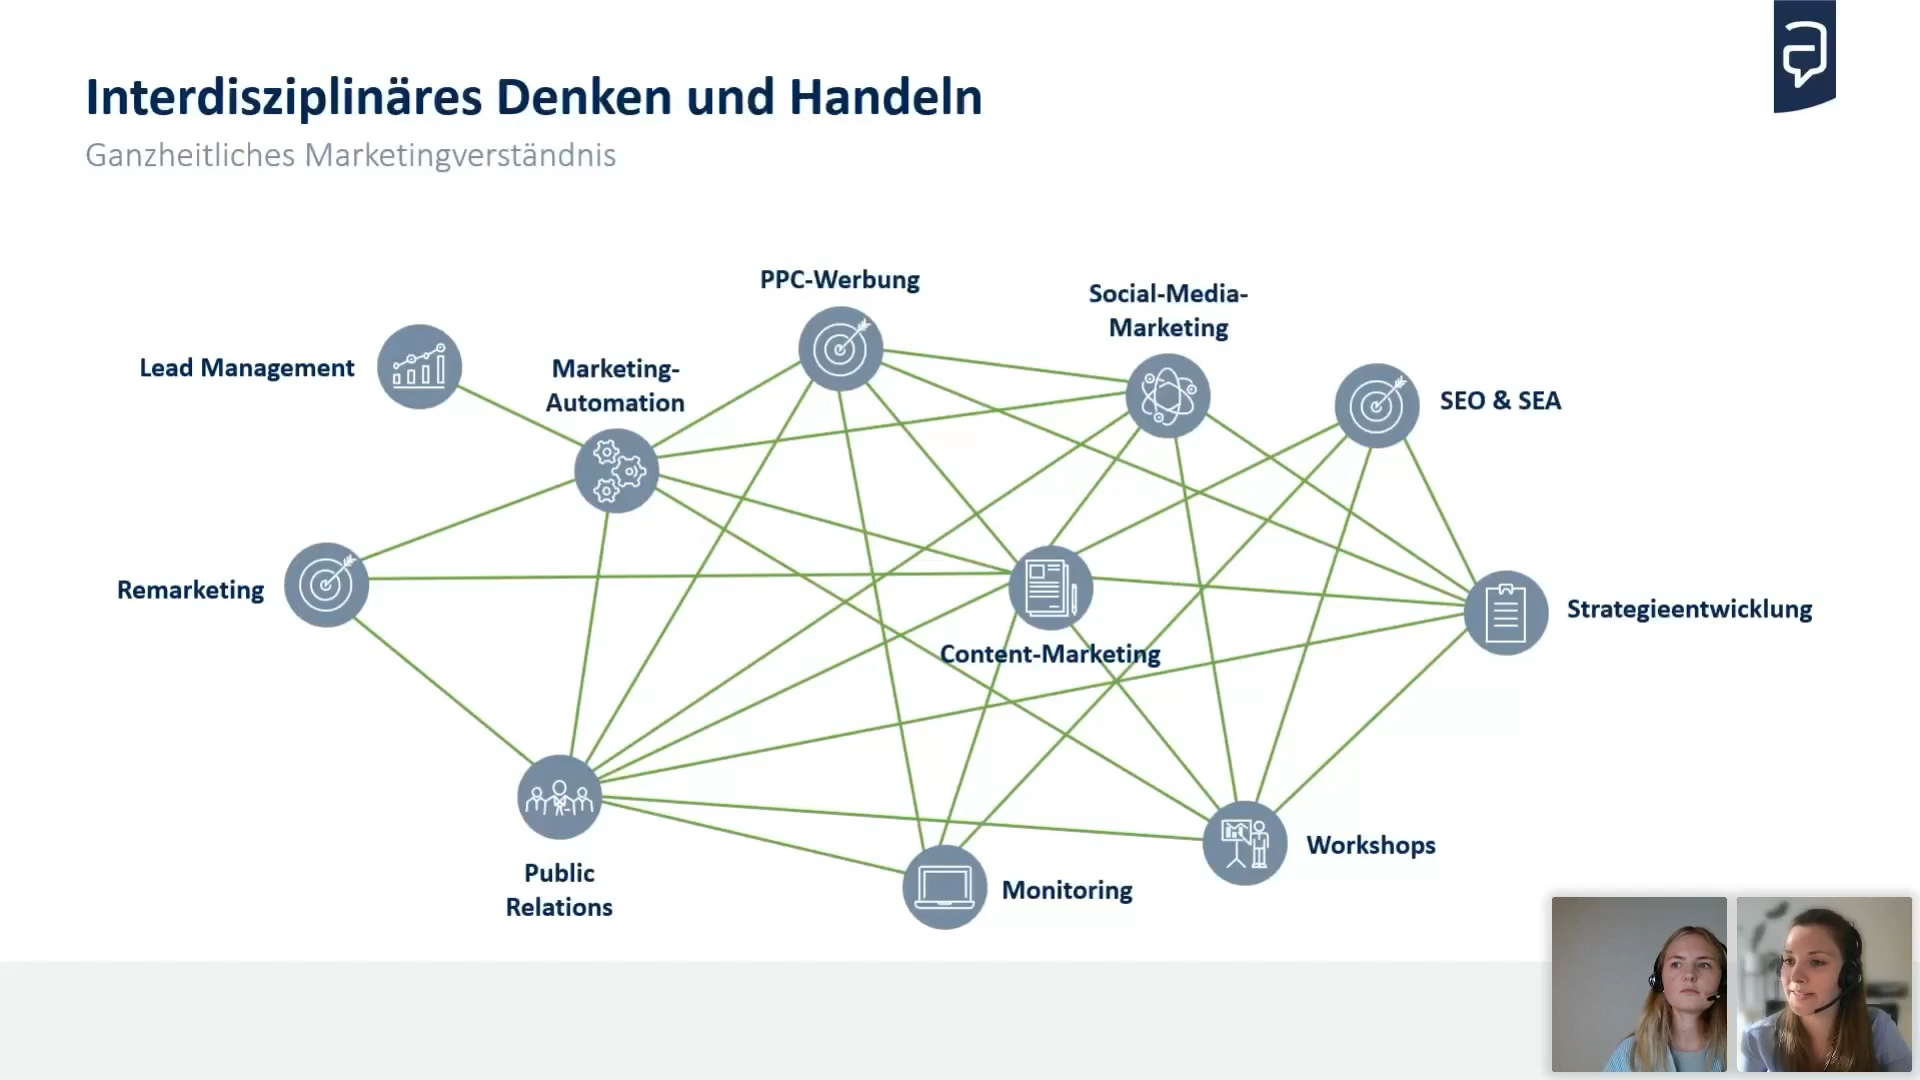 Interdisziplinäres Denken und Handeln
Ganzheitliches Marketingverständnis
PPC-Werbung
Social-Media-
Marketing
Lead Management
Marketing-
Automation
SEO & SEA
Remarketing
Strategieentwicklung
Content-Marketing
Public
Relations
Monitoring
Workshops